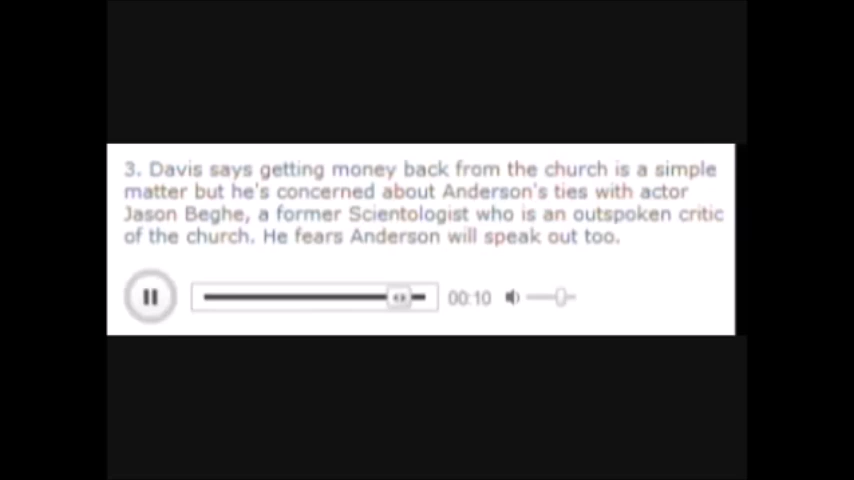 3. Davis says getting money back from the church is a simple
matter but he's concerned about Anderson's ties with actor
Jason Beghe, a former Scientologist who is an outspoken critic
of the church. He fears Anderson will speak out too.
00:10